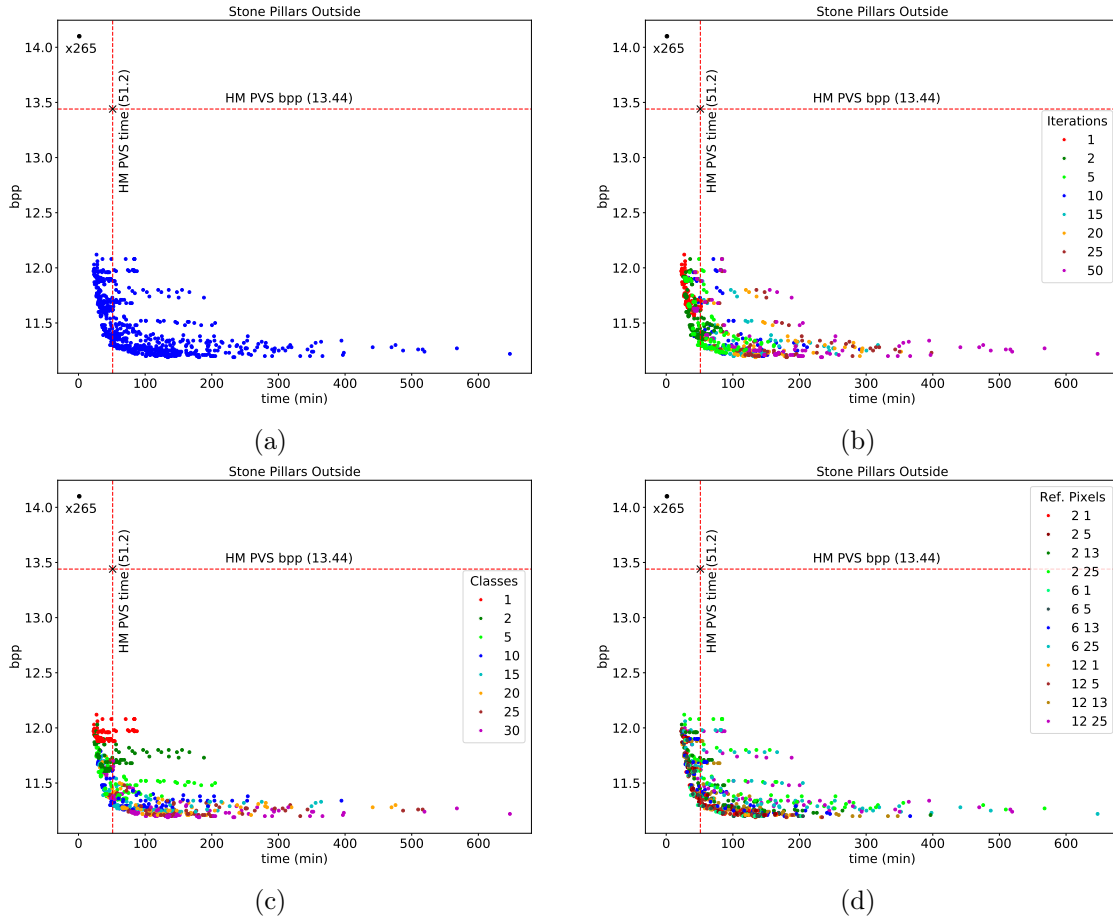 Stone Pillars Outside
x265
HM PVS time (51.2)
HM PVS bpp (13.44)
bpp
14.0
13.5
13.0
12.5
12.0
11.5
0 100 200 300 400 500 600
time (min)
(a)
Stone Pillars Outside
x265
HM PVS time (51.2)
HM PVS bpp (13.44)
Iterations
1
2
5
10
15
20
25
50
bpp
14.0
13.5
13.0
12.5
12.0
11.5
0 100 200 300 400 500 600
time (min)
(b)
Stone Pillars Outside
x265
HM PVS time (51.2)
HM PVS bpp (13.44)
Classes
1
2
5
10
15
20
25
30
bpp
14.0
13.5
13.0
12.5
12.0
11.5
0 100 200 300 400 500 600
time (min)
(c)
Stone Pillars Outside
x265
HM PVS time (51.2)
HM PVS bpp (13.44)
Ref. Pixels
2 1
2 5
2 13
2 25
6 1
6 5
6 13
6 25
12 1
12 5
12 13
12 25
bpp
14.0
13.5
13.0
12.5
12.0
11.5
0 100 200 300 400 500 600
time (min)
(d)